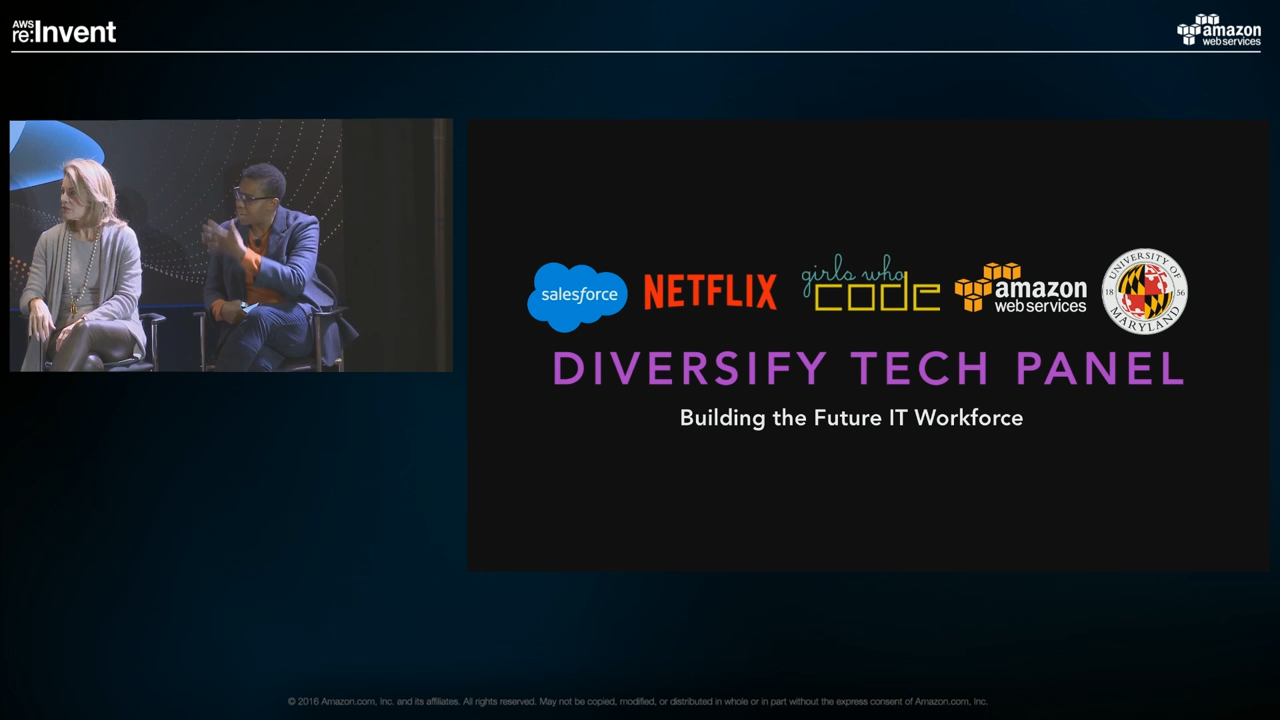 AWS
re:Invent
amazon
web services
salesforce
NETFLIX
girls who
code
amazon
web services
UNIVERSITY OF
18 56
MARYLAND
DIVERSIFY TECH PANEL
Building the Future IT Workforce
© 2016 Amazon.com, Inc. and its affiliates. All rights reserved. May not be copied, modified, or distributed in whole or in part without the express consent of Amazon.com, Inc.